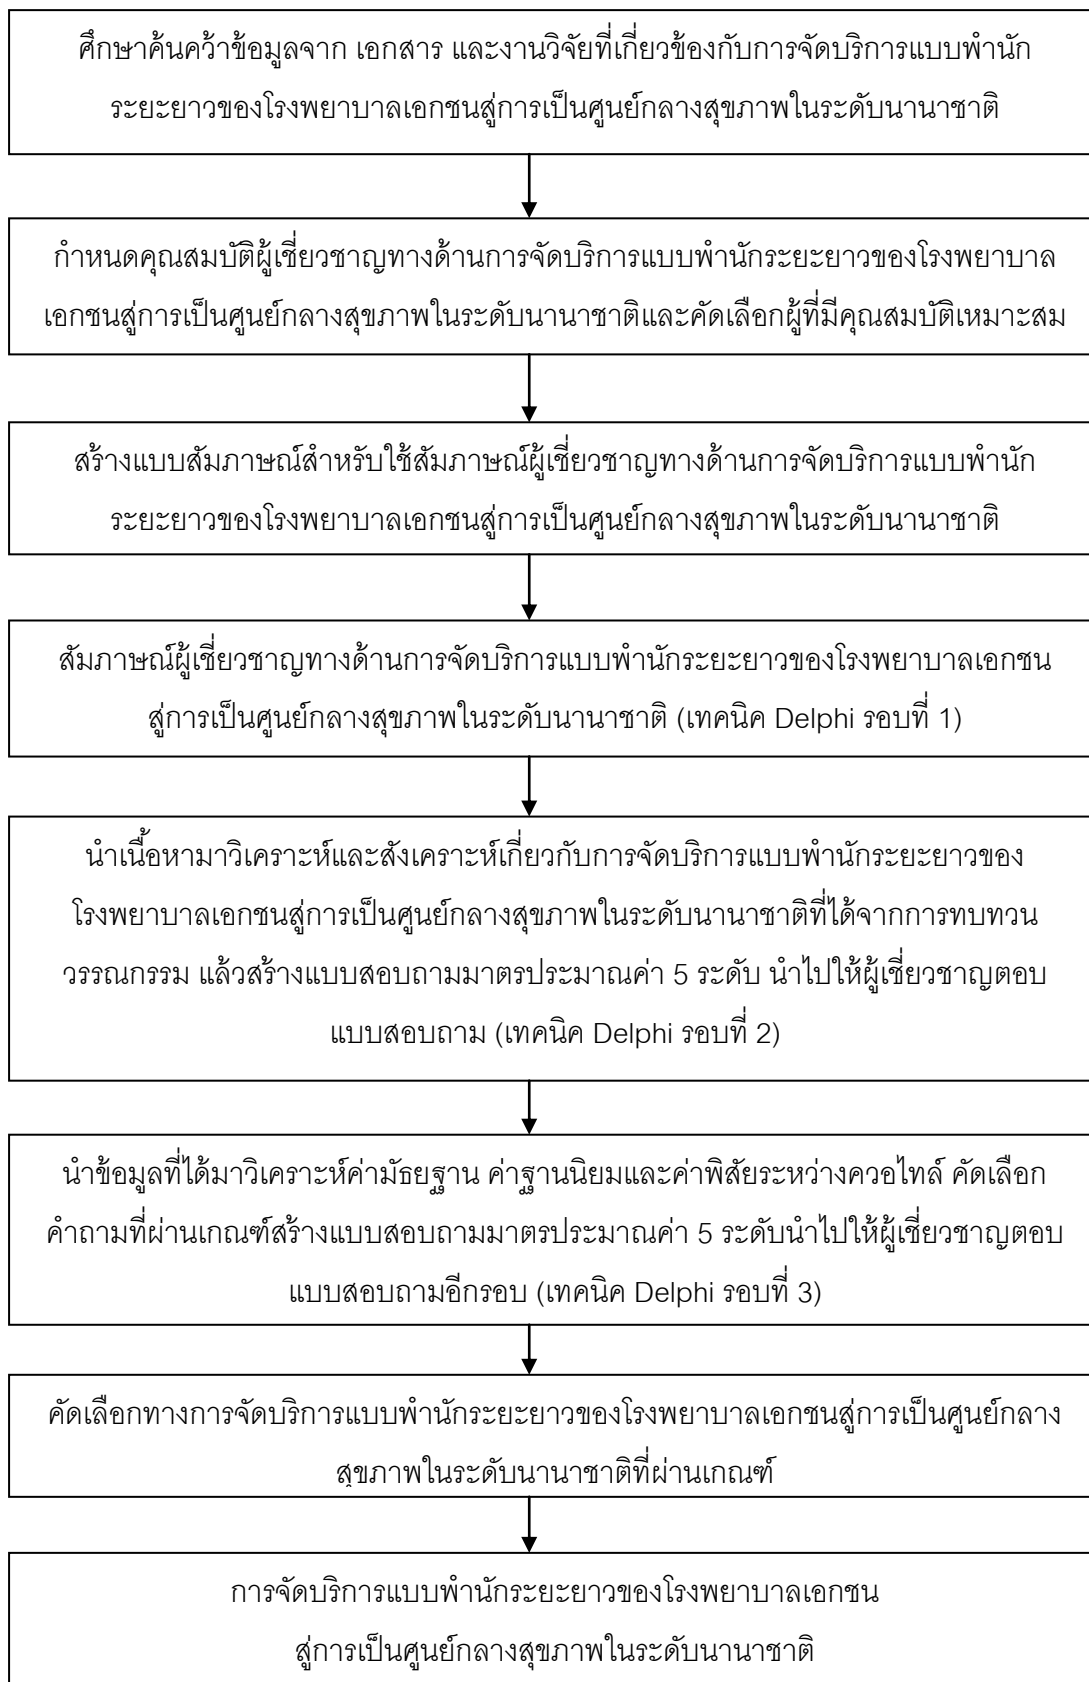 ศึกษาค้นคว้าข้อมูลจาก เอกสาร และงานวิจัยที่เกี่ยวข้องกับการจัดบริการแบบพำนัก
ระยะยาวของโรงพยาบาลเอกชนสู่การเป็นศูนย์กลางสุขภาพในระดับนานาชาติ
กำหนดคุณสมบัติผู้เชี่ยวชาญทางด้านการจัดบริการแบบพำนักระยะยาวของโรงพยาบาล
เอกชนสู่การเป็นศูนย์กลางสุขภาพในระดับนานาชาติและคัดเลือกผู้ที่มีคุณสมบัติเหมาะสม
สร้างแบบสัมภาษณ์สำหรับใช้สัมภาษณ์ผู้เชี่ยวชาญทางด้านการจัดบริการแบบพำนัก
ระยะยาวของโรงพยาบาลเอกชนสู่การเป็นศูนย์กลางสุขภาพในระดับนานาชาติ
สัมภาษณ์ผู้เชี่ยวชาญทางด้านการจัดบริการแบบพำนักระยะยาวของโรงพยาบาลเอกชน
สู่การเป็นศูนย์กลางสุขภาพในระดับนานาชาติ (เทคนิค Delphi รอบที่ 1)
นำเนื้อหามาวิเคราะห์และสังเคราะห์เกี่ยวกับการจัดบริการแบบพำนักระยะยาวของ
โรงพยาบาลเอกชนสู่การเป็นศูนย์กลางสุขภาพในระดับนานาชาติที่ได้จากการทบทวน
วรรณกรรม แล้วสร้างแบบสอบถามมาตรประมาณค่า 5 ระดับ นำไปให้ผู้เชี่ยวชาญตอบ
แบบสอบถาม (เทคนิค Delphi รอบที่ 2)
นำข้อมูลที่ได้มาวิเคราะห์ค่ามัธยฐาน ค่าฐานนิยมและค่าพิสัยระหว่างควอไทล์ คัดเลือก
คำถามที่ผ่านเกณฑ์สร้างแบบสอบถามมาตรประมาณค่า 5 ระดับนำไปให้ผู้เชี่ยวชาญตอบ
แบบสอบถามอีกรอบ (เทคนิค Delphi รอบที่ 3)
คัดเลือกทางการจัดบริการแบบพำนักระยะยาวของโรงพยาบาลเอกชนสู่การเป็นศูนย์กลาง
สุขภาพในระดับนานาชาติที่ผ่านเกณฑ์
การจัดบริการแบบพำนักระยะยาวของโรงพยาบาลเอกชน
สู่การเป็นศูนย์กลางสุขภาพในระดับนานาชาติ